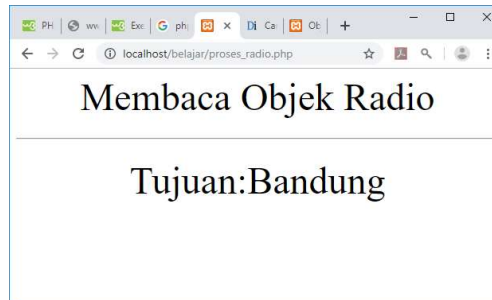 PH
ww
Exe
G ph
Di Ca
Ob
localhost/belajar/proses_radio.php
Membaca Objek Radio
Tujuan:Bandung